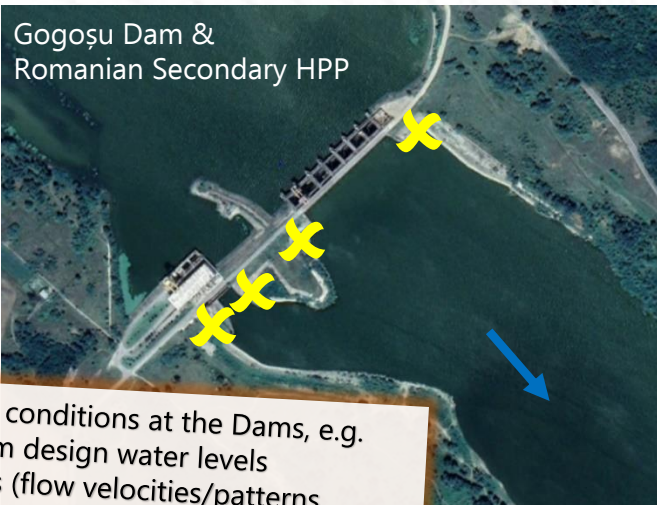 Gogoșu Dam &
Romanian Secondary HPP
conditions at the Dams, e.g.
design water levels
(flow velocities/patterns